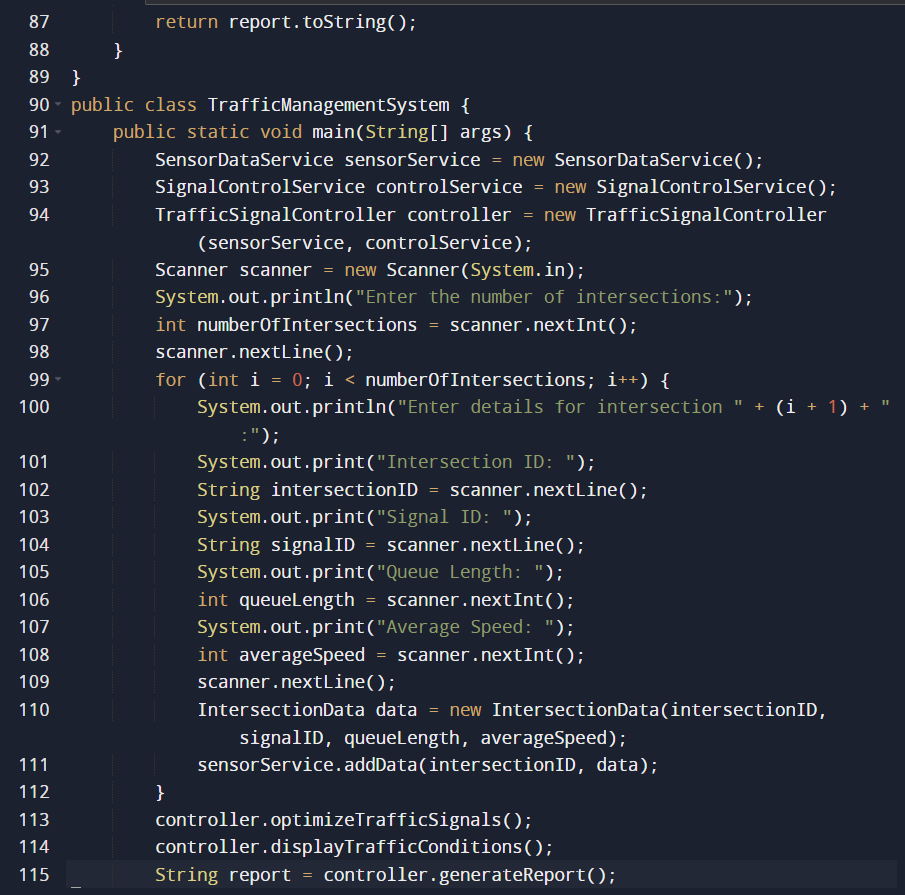 87 return report.toString();
88 }
89 }
90 public class TrafficManagementSystem {
91 public static void main(String[] args) {
92 SensorDataService sensorService = new SensorDataService();
93 SignalControlService controlService = new SignalControlService();
94 TrafficSignalController controller = new TrafficSignalController
(sensorService, controlService);
95 Scanner scanner = new Scanner(System.in);
96 System.out.println("Enter the number of intersections:");
97 int numberOfIntersections = scanner.nextInt();
98 scanner.nextLine();
99 for (int i = 0; i < numberOfIntersections; i++) {
100 System.out.println("Enter details for intersection " + (i + 1) + "
:");
101 System.out.print("Intersection ID: ");
102 String intersectionID = scanner.nextLine();
103 System.out.print("Signal ID: ");
104 String signalID = scanner.nextLine();
105 System.out.print("Queue Length: ");
106 int queueLength = scanner.nextInt();
107 System.out.print("Average Speed: ");
108 int averageSpeed = scanner.nextInt();
109 scanner.nextLine();
110 IntersectionData data = new IntersectionData(intersectionID,
signalID, queueLength, averageSpeed);
111 sensorService.addData(intersectionID, data);
112 }
113 controller.optimizeTrafficSignals();
114 controller.displayTrafficConditions();
115 String report = controller.generateReport();